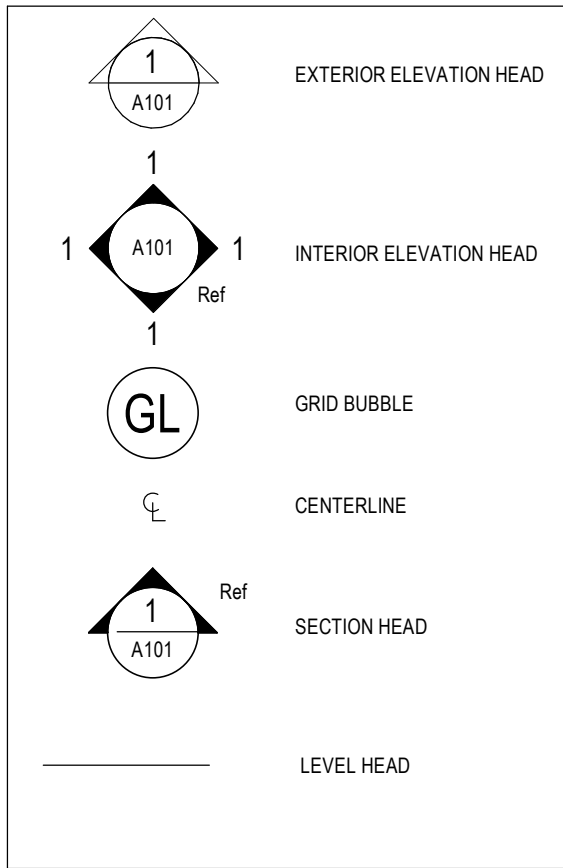 1
A101
EXTERIOR ELEVATION HEAD
1
1
A101
1
INTERIOR ELEVATION HEAD
Ref
1
GL
GRID BUBBLE
℄
CENTERLINE
Ref
1
A101
SECTION HEAD
LEVEL HEAD